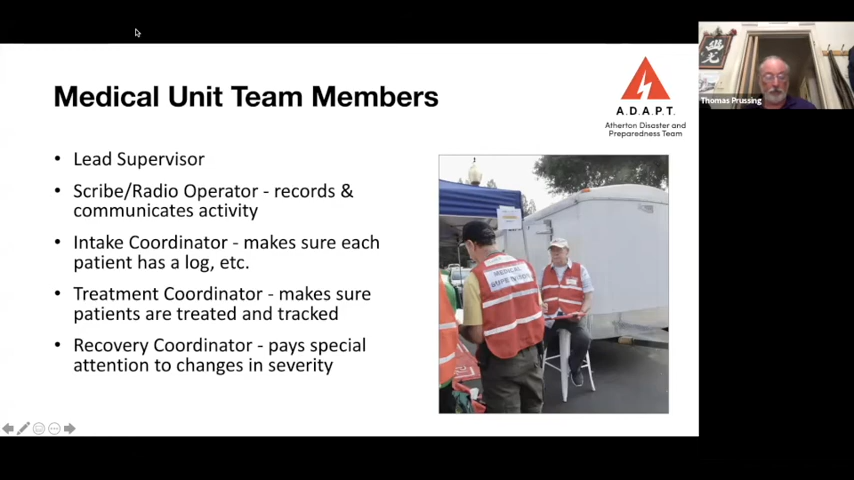 Medical Unit Team Members
A.D.A.P.T.
Atherton Disaster and
Preparedness Team
Thomas Prussing
• Lead Supervisor
• Scribe/Radio Operator - records &
communicates activity
• Intake Coordinator - makes sure each
patient has a log, etc.
• Treatment Coordinator - makes sure
patients are treated and tracked
• Recovery Coordinator - pays special
attention to changes in severity
MEDICAL